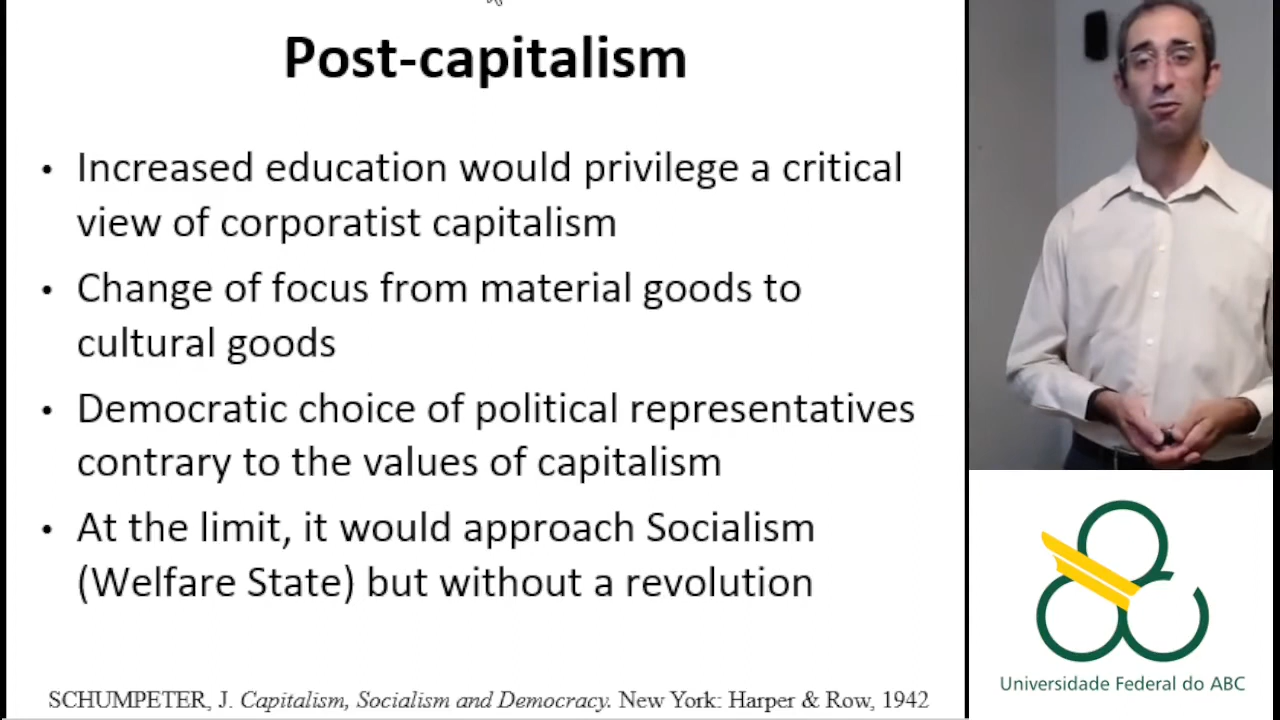 Post-capitalism
• Increased education would privilege a critical
view of corporatist capitalism
• Change of focus from material goods to
cultural goods
• Democratic choice of political representatives
contrary to the values of capitalism
• At the limit, it would approach Socialism
(Welfare State) but without a revolution
SCHUMPETER, J. Capitalism, Socialism and Democracy. New York: Harper & Row, 1942
Universidade Federal do ABC